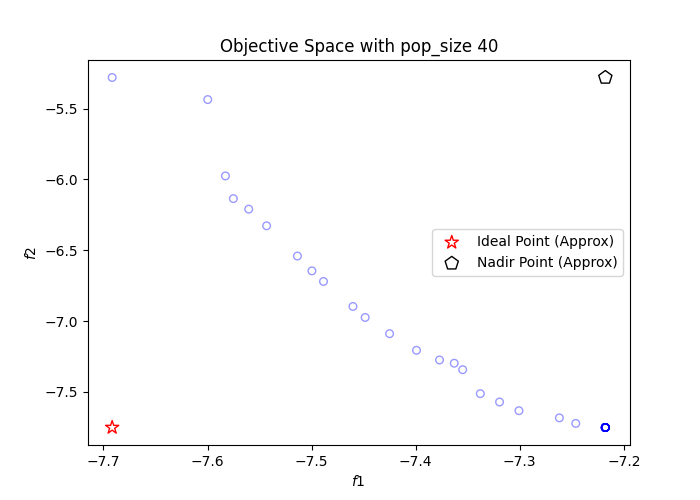 Objective Space with pop_size 40
f2
−5.5
−6.0
−6.5
−7.0
−7.5
Ideal Point (Approx)
Nadir Point (Approx)
−7.7
−7.6
−7.5
−7.4
−7.3
−7.2
f1